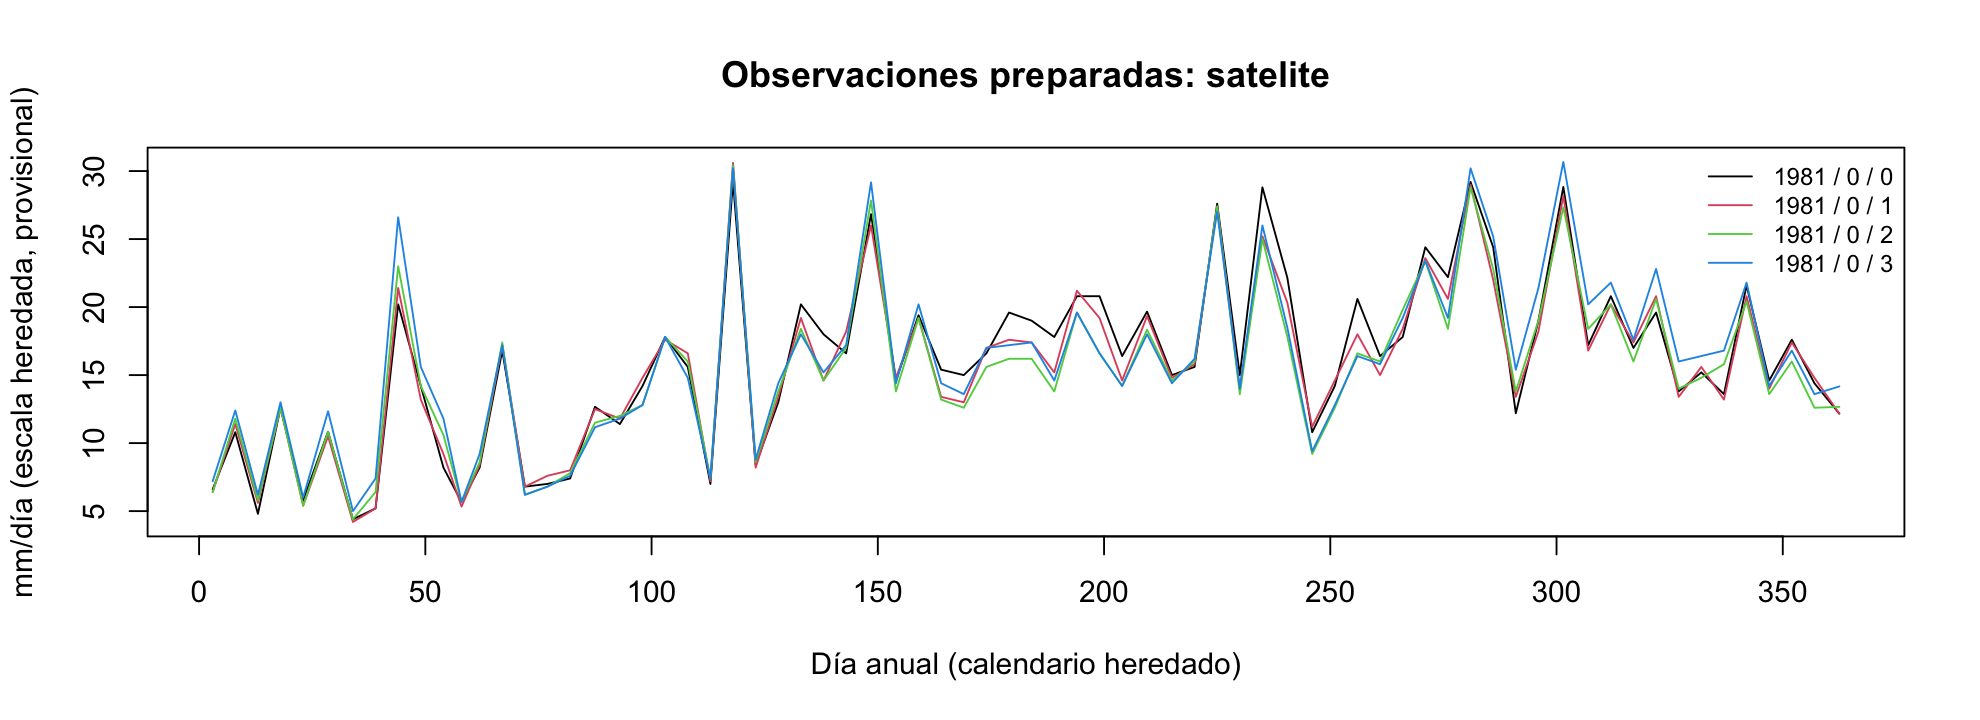 Observaciones preparadas: satelite
mm/día (escala heredada, provisional)
30
25
20
15
10
5
1981 / 0 / 0
1981 / 0 / 1
1981 / 0 / 2
1981 / 0 / 3
0 50 100 150 200 250 300 350
Día anual (calendario heredado)